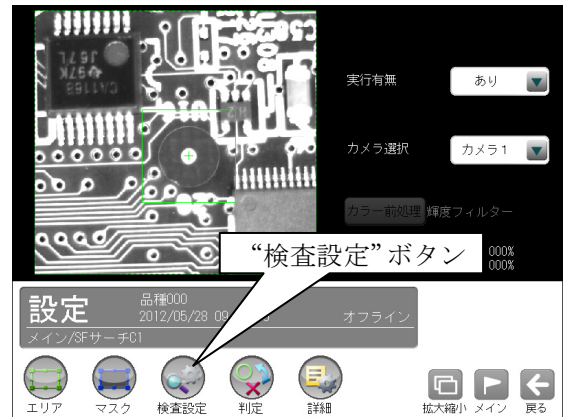 実行有無
あり
カメラ選択
カメラ1
カラー前処理 輝度フィルター
000%
000%
“検査設定” ボタン
設定
品種000
2012/05/28 09
オフライン
メイン/SFサーチC1
エリア
マスク
検査設定
判定
詳細
拡大縮小
メイン
戻る
J67L
V97K
CA1168